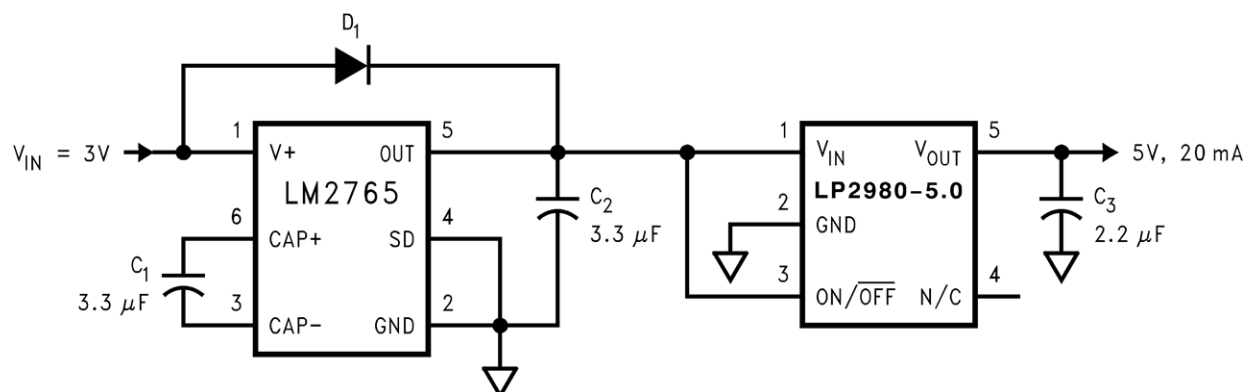 D1
VIN = 3V
1
V+
OUT
5
LM2765
6
CAP+
SD
4
C1
3.3 μF
3
CAP-
GND
2
C2
3.3 μF
1
VIN
VOUT
5
5V, 20 mA
LP2980-5.0
2
GND
C3
2.2 μF
3
ON/OFF
N/C
4